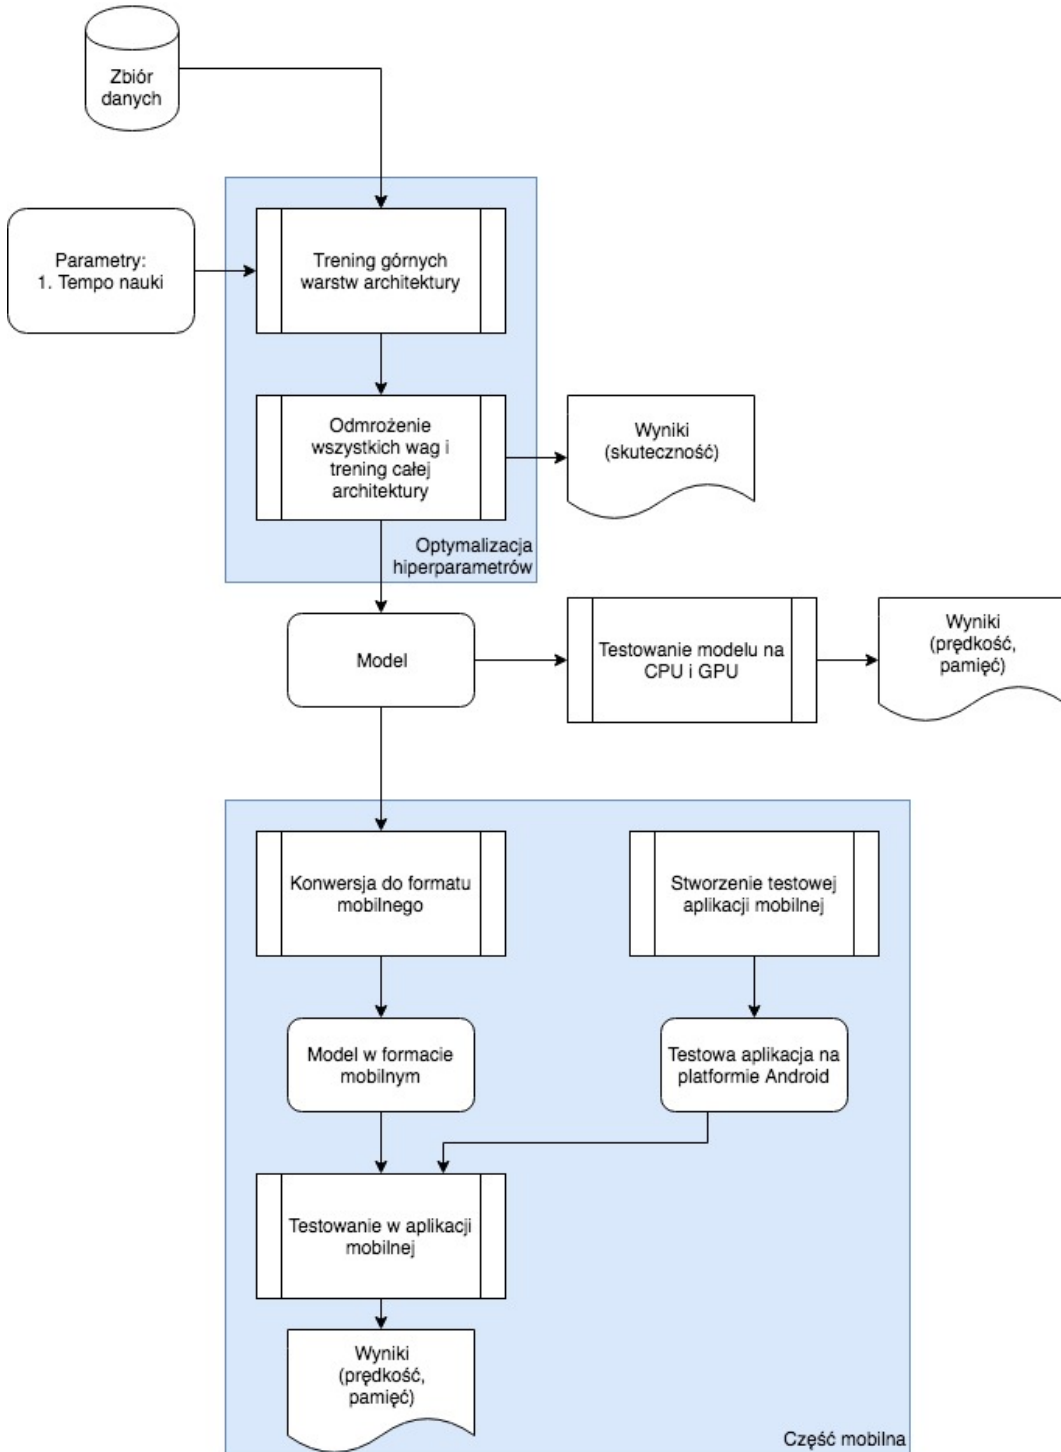 Zbiór
danych
Parametry:
1. Tempo nauki
Trening górnych
warstw architektury
Odmrożenie
wszystkich wag i
trening całej
architektury
Wyniki
(skuteczność)
Optymalizacja
hiperparametrów
Model
Testowanie modelu na
CPU i GPU
Wyniki
(prędkość,
pamięć)
Konwersja do formatu
mobilnego
Stworzenie testowej
aplikacji mobilnej
Model w formacie
mobilnym
Testowa aplikacja na
platformie Android
Testowanie w aplikacji
mobilnej
Wyniki
(prędkość,
pamięć)
Część mobilna